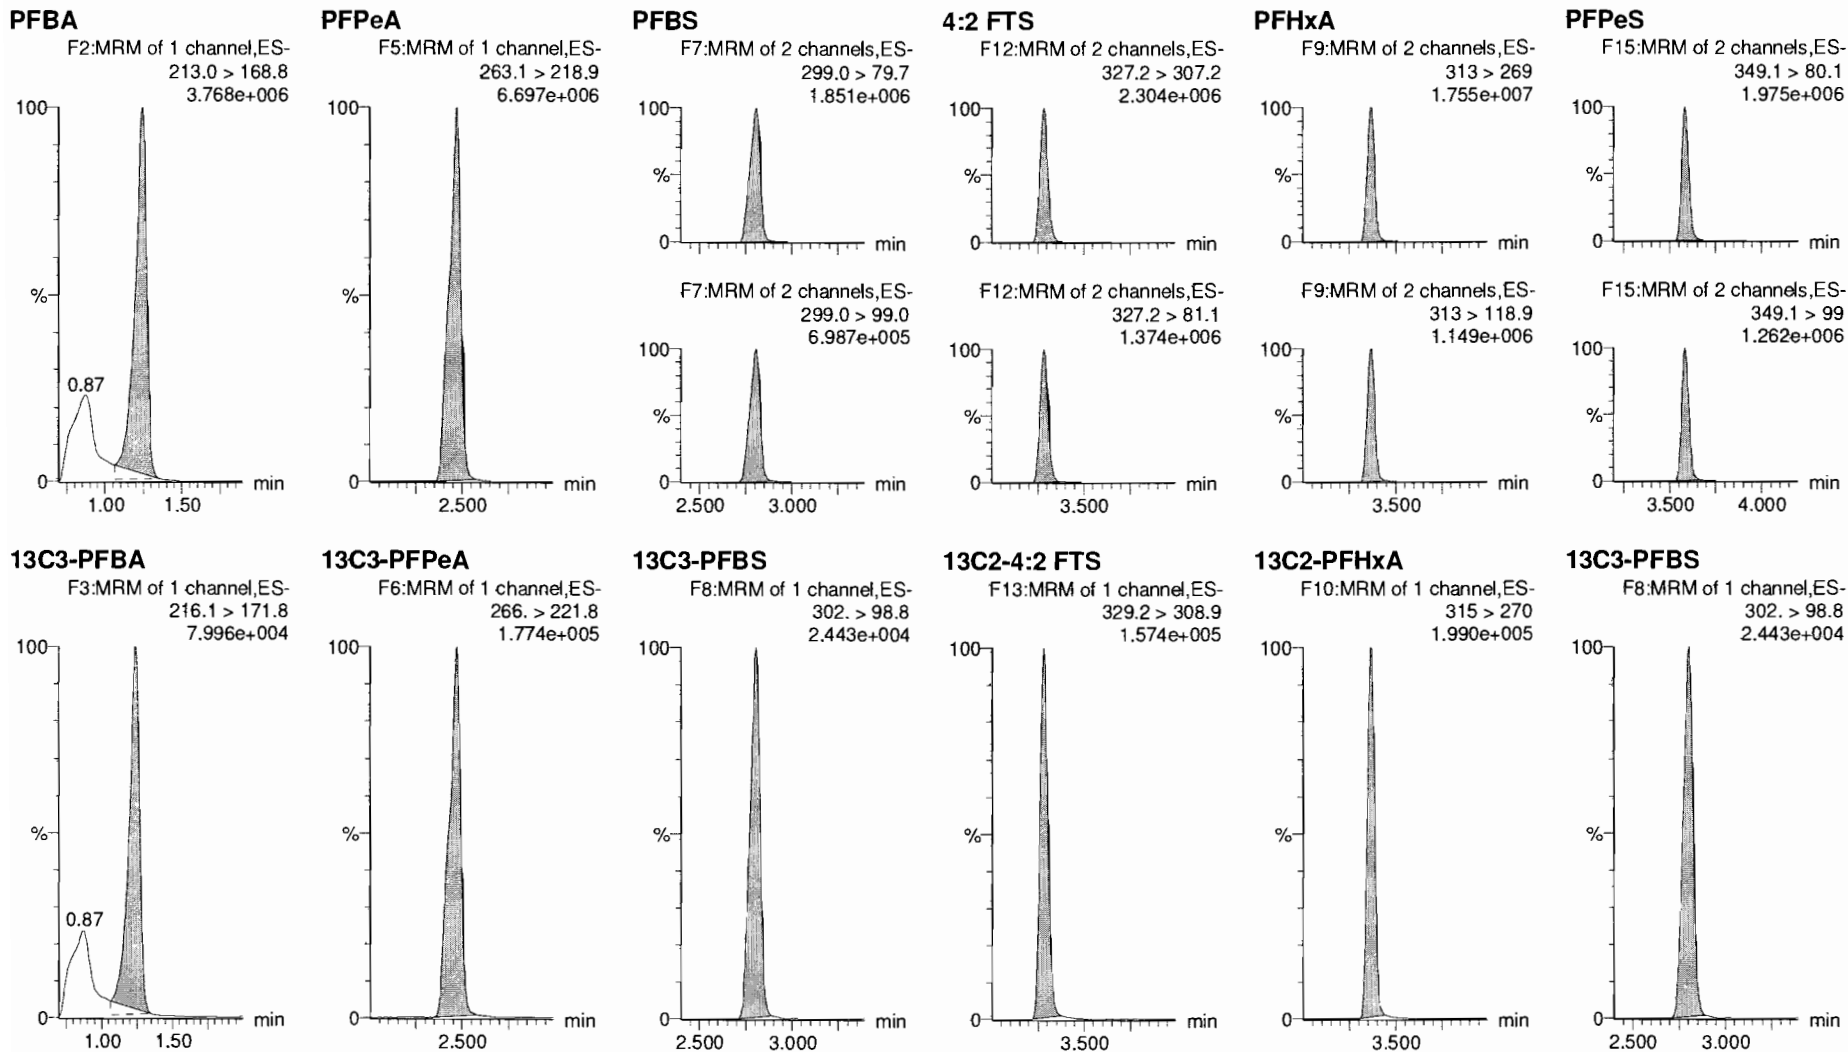 PFBA
F2:MRM of 1 channel,ES-
213.0 > 168.8
3.768e+006
100
%
0.87
0
min
1.00 1.50
PFPeA
F5:MRM of 1 channel,ES-
263.1 > 218.9
6.697e+006
100
%
0
min
2.500
PFBS
F7:MRM of 2 channels,ES-
299.0 > 79.7
1.851e+006
100
%
0
min
F7:MRM of 2 channels,ES-
299.0 > 99.0
6.987e+005
100
%
0
min
2.500 3.000
4:2 FTS
F12:MRM of 2 channels,ES-
327.2 > 307.2
2.304e+006
100
%
0
min
F12:MRM of 2 channels,ES-
327.2 > 81.1
1.374e+006
100
%
0
min
3.500
PFHxA
F9:MRM of 2 channels,ES-
313 > 269
1.755e+007
100
%
0
min
F9:MRM of 2 channels,ES-
313 > 118.9
1.149e+006
100
%
0
min
3.500
PFPeS
F15:MRM of 2 channels,ES-
349.1 > 80.1
1.975e+006
100
%
0
min
F15:MRM of 2 channels,ES-
349.1 > 99
1.262e+006
100
%
0
min
3.500 4.000
13C3-PFBA
F3:MRM of 1 channel,ES-
216.1 > 171.8
7.996e+004
100
%
0.87
0
min
1.00 1.50
13C3-PFPeA
F6:MRM of 1 channel,ES-
266. > 221.8
1.774e+005
100
%
0
min
2.500
13C3-PFBS
F8:MRM of 1 channel,ES-
302. > 98.8
2.443e+004
100
%
0
min
2.500 3.000
13C2-4:2 FTS
F13:MRM of 1 channel,ES-
329.2 > 308.9
1.574e+005
100
%
0
min
3.500
13C2-PFHxA
F10:MRM of 1 channel,ES-
315 > 270
1.990e+005
100
%
0
min
3.500
13C3-PFBS
F8:MRM of 1 channel,ES-
302. > 98.8
2.443e+004
100
%
0
min
2.500 3.000